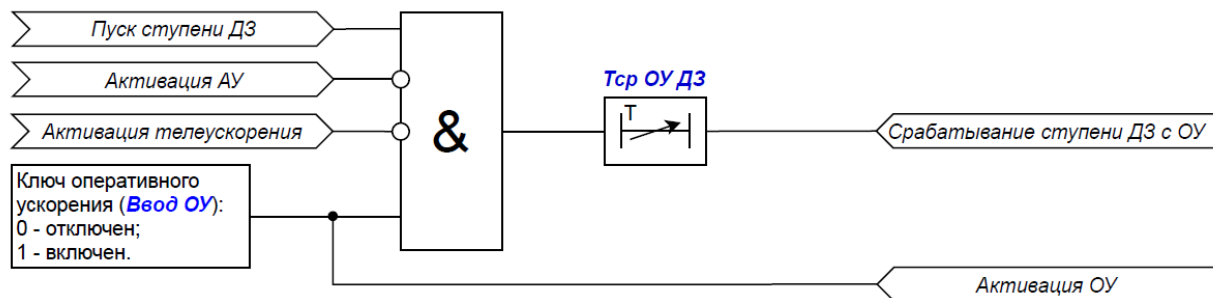 Пуск ступени ДЗ
Активация АУ
Активация телеускорения
Ключ оперативного
ускорения (Ввод ОУ):
0 - отключен;
1 - включен.
&
Тср ОУ ДЗ
T
Срабатывание ступени ДЗ с ОУ
Активация ОУ